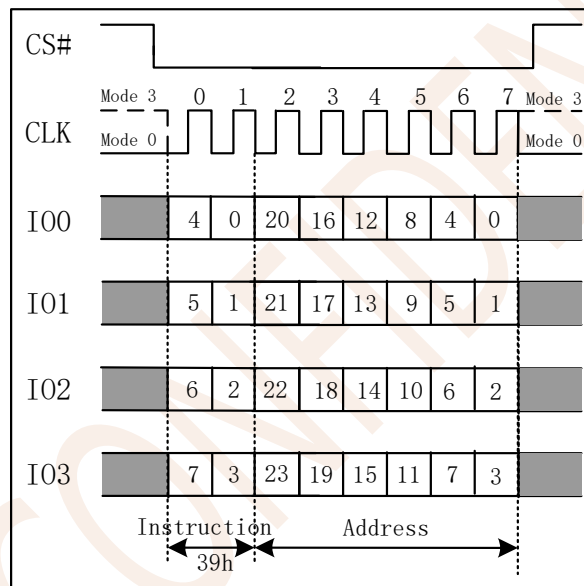 CS#
Mode 3 0 1 2 3 4 5 6 7 Mode 3
CLK
Mode 0 Mode 0
IO0 4 0 20 16 12 8 4 0
IO1 5 1 21 17 13 9 5 1
IO2 6 2 22 18 14 10 6 2
IO3 7 3 23 19 15 11 7 3
Instruction Address
39h